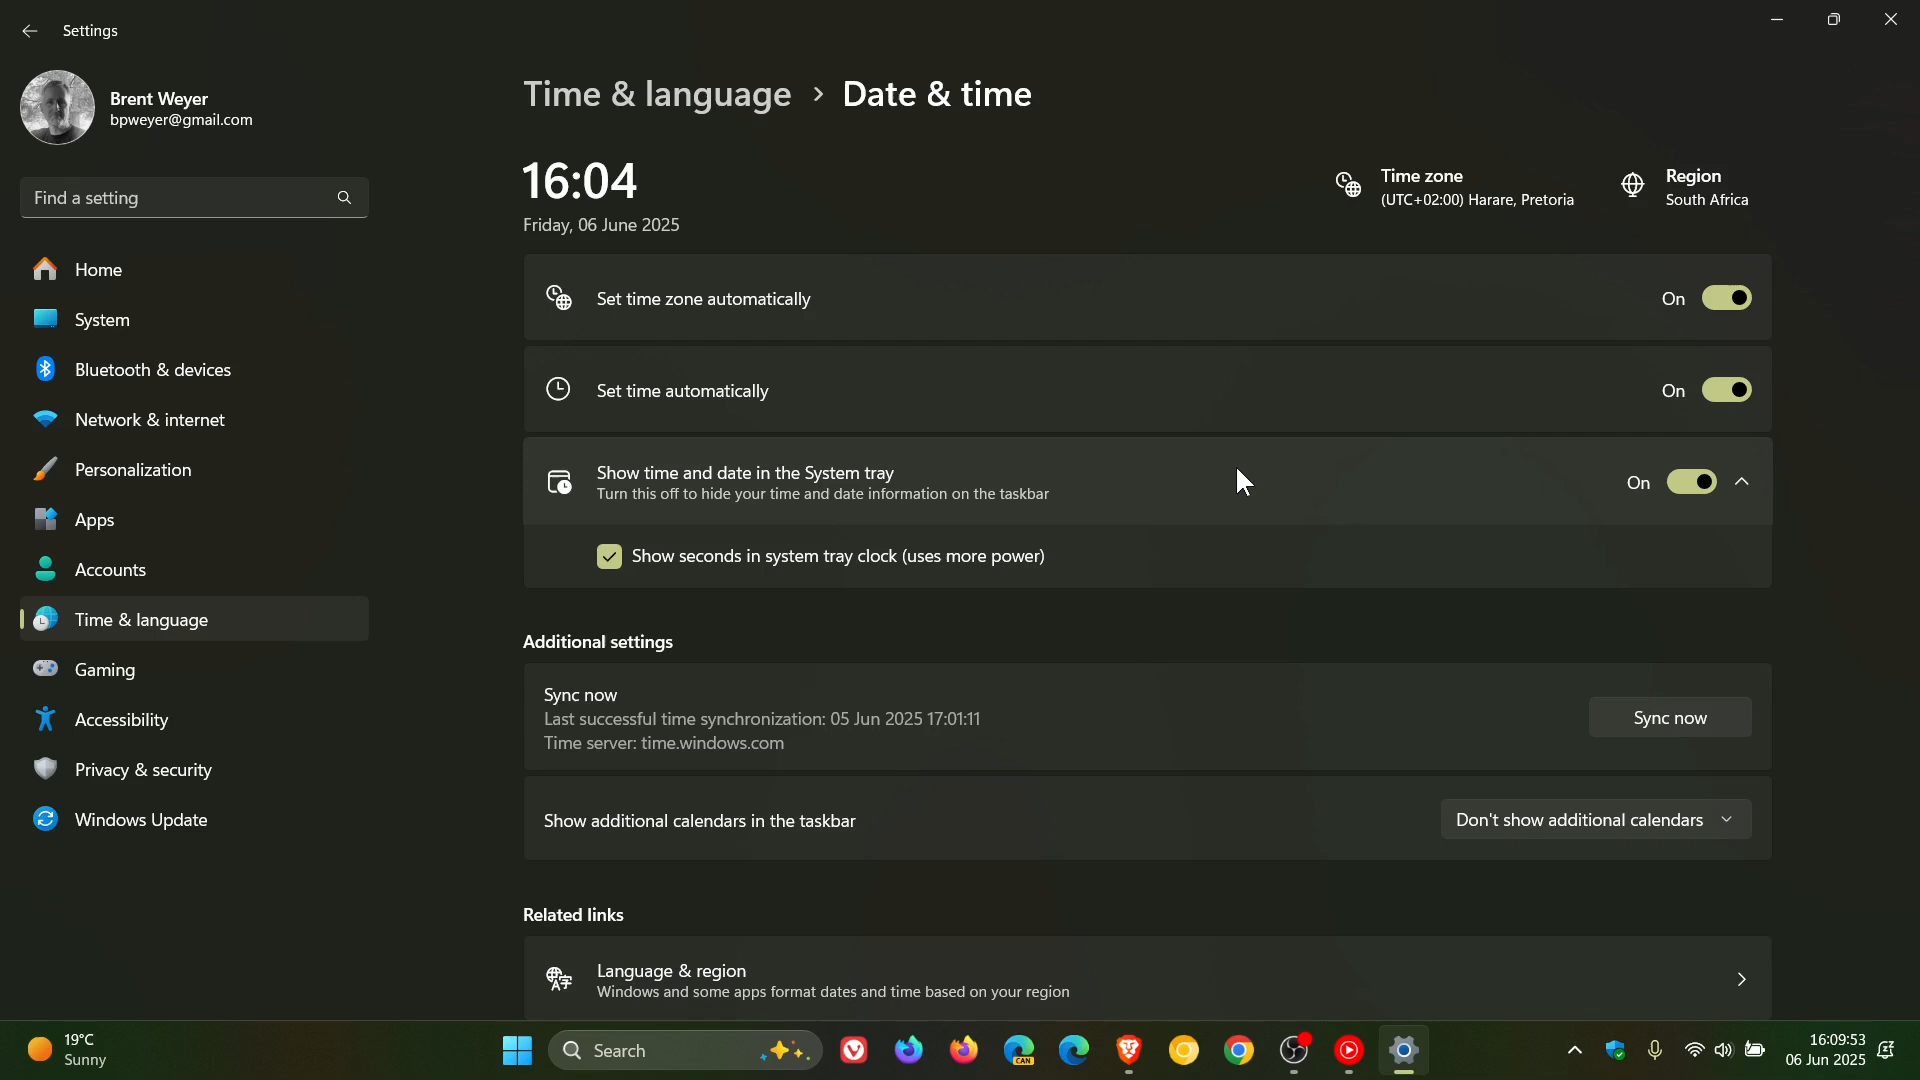 Settings
Brent Weyer
bpweyer@gmail.com
Find a setting
Home
System
Bluetooth & devices
Network & internet
Personalization
Apps
Accounts
Time & language
Gaming
Accessibility
Privacy & security
Windows Update
Time & language > Date & time
16:04
Friday, 06 June 2025
Time zone
(UTC+02:00) Harare, Pretoria
Region
South Africa
Set time zone automatically
On
Set time automatically
On
Show time and date in the System tray
Turn this off to hide your time and date information on the taskbar
On
Show seconds in system tray clock (uses more power)
Additional settings
Sync now
Last successful time synchronization: 05 Jun 2025 17:01:11
Time server: time.windows.com
Sync now
Show additional calendars in the taskbar
Don't show additional calendars
Related links
Language & region
Windows and some apps format dates and time based on your region
19°C
Sunny
Search
CAN
16:09:53
06 Jun 2025